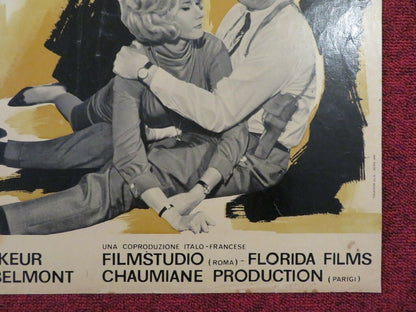 KEUR
BELMONT
UNA COPRODUZIONE ITALO-FRANCESE
FILMSTUDIO (ROMA) - FLORIDA FILMS
CHAUMIANE PRODUCTION (PARIGI)